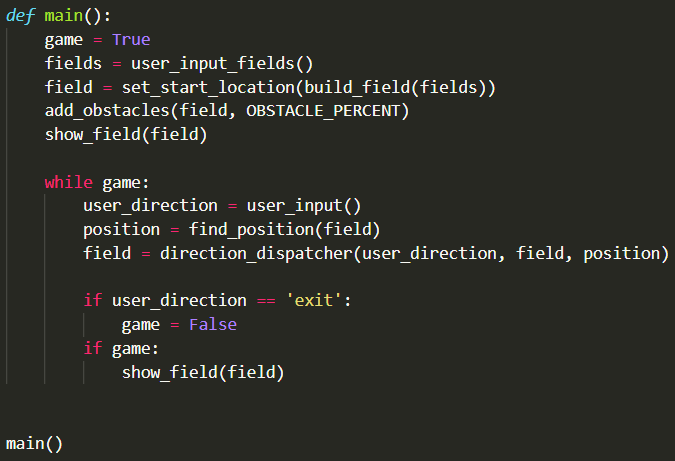 def main():
    game = True
    fields = user_input_fields()
    field = set_start_location(build_field(fields))
    add_obstacles(field, OBSTACLE_PERCENT)
    show_field(field)

    while game:
        user_direction = user_input()
        position = find_position(field)
        field = direction_dispatcher(user_direction, field, position)

        if user_direction == 'exit':
            game = False
        if game:
            show_field(field)


main()